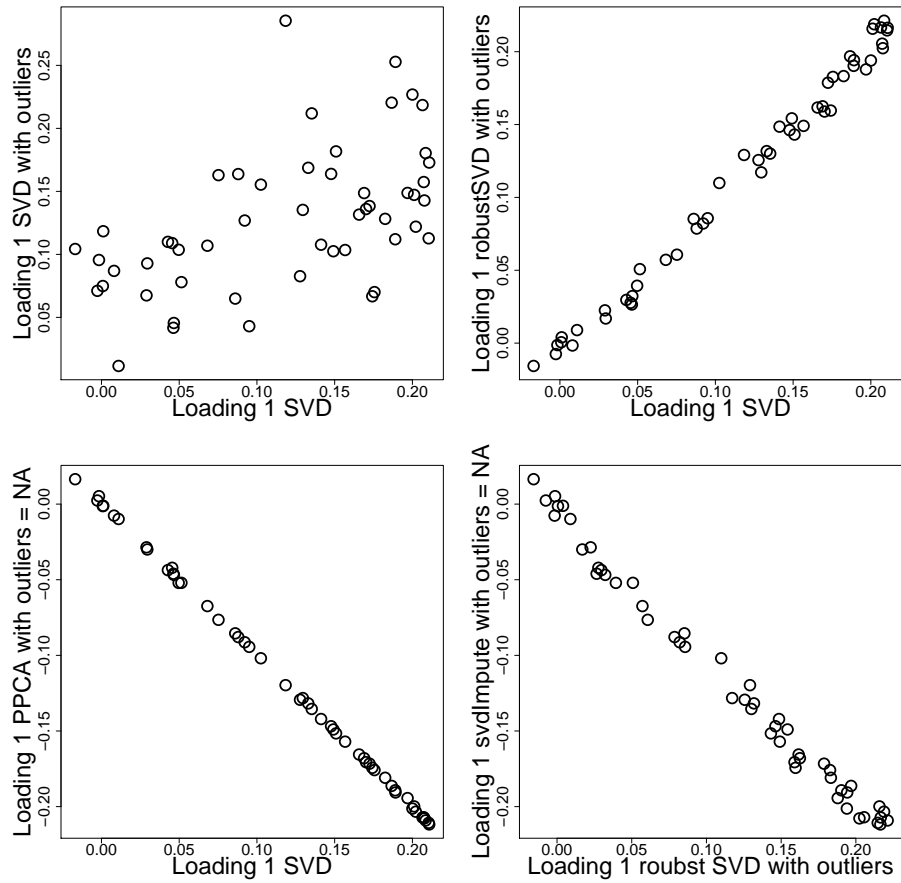 Loading 1 SVD with outliers
0.05 0.10 0.15 0.20 0.25
0.00 0.05 0.10 0.15 0.20
Loading 1 SVD
Loading 1 robustSVD with outliers
0.00 0.05 0.10 0.15 0.20
0.00 0.05 0.10 0.15 0.20
Loading 1 SVD
Loading 1 PPCA with outliers = NA
−0.20 −0.15 −0.10 −0.05 0.00
0.00 0.05 0.10 0.15 0.20
Loading 1 SVD
Loading 1 svdImpute with outliers = NA
−0.20 −0.15 −0.10 −0.05 0.00
0.00 0.05 0.10 0.15 0.20
Loading 1 roubst SVD with outliers